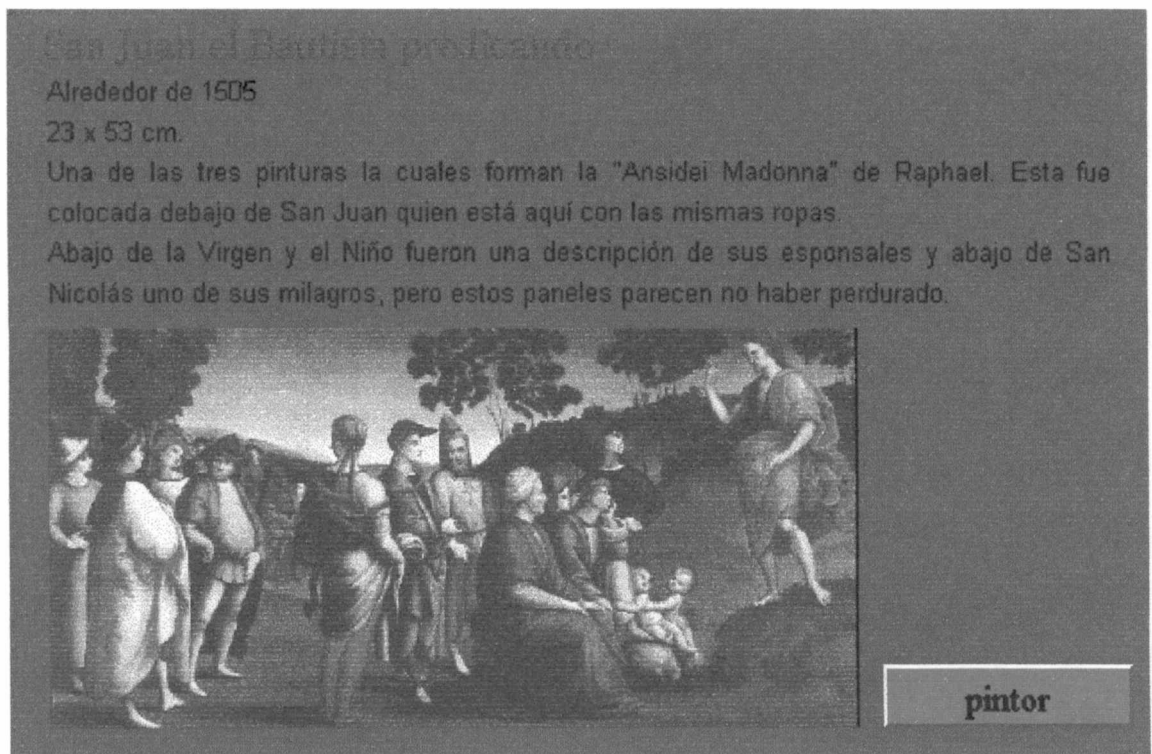 San Juan el Bautista predicando
Alrededor de 1505
23 x 53 cm.
Una de las tres pinturas la cuales forman la "Ansidei Madonna" de Raphael. Esta fue
colocada debajo de San Juan quien está aquí con las mismas ropas.
Abajo de la Virgen y el Niño fueron una descripción de sus esponsales y abajo de San
Nicolás uno de sus milagros, pero estos paneles parecen no haber perdurado.
pintor